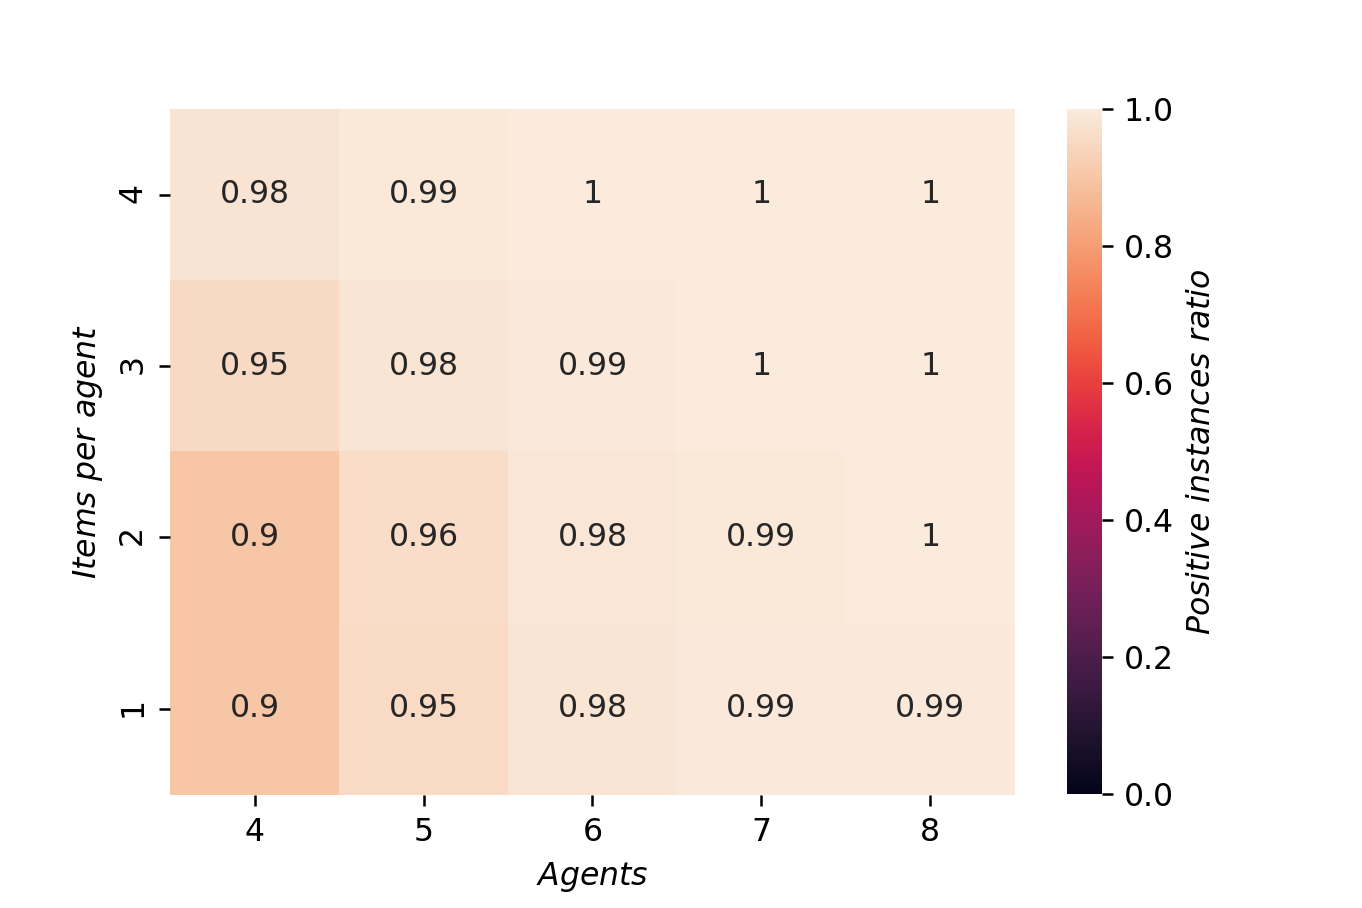 4 0.98 0.99 1 1 1
3 0.95 0.98 0.99 1 1
2 0.9 0.96 0.98 0.99 1
1 0.9 0.95 0.98 0.99 0.99
4 5 6 7 8
Agents
Items per agent
1.0
0.8
0.6
0.4
0.2
0.0
Positive instances ratio